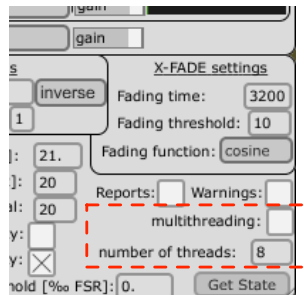 gain
gain
s
X-FADE settings
inverse
Fading time: 3200
1
Fading threshold: 10
]: 21.
Fading function: cosine
]: 20
Reports: Warnings:
al: 20
multithreading:
y:
number of threads: 8
y:
hold [‰ FSR]: 0.
Get State